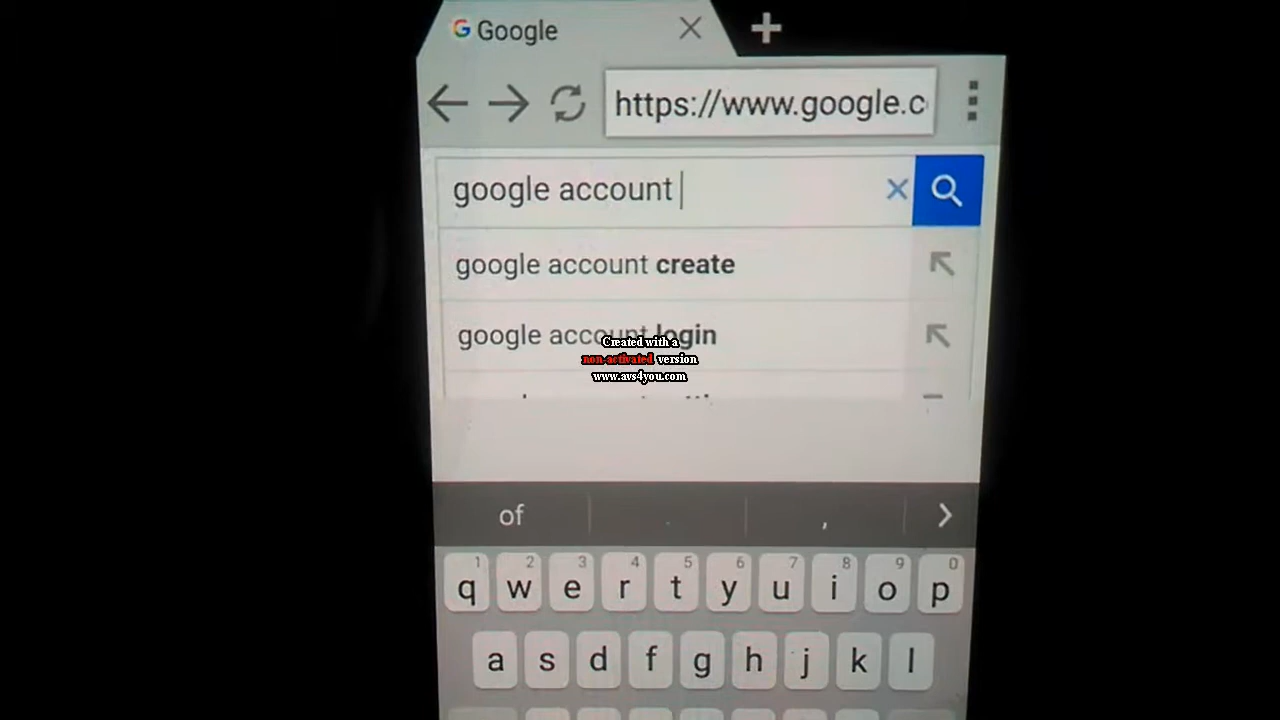 Google
https://www.google.c
google account
google account create
google account login
Created with a
non-activated version
www.avs4you.com
of . ,
1 2 3 4 5 6 7 8 9 0
q w e r t y u i o p
a s d f g h j k l